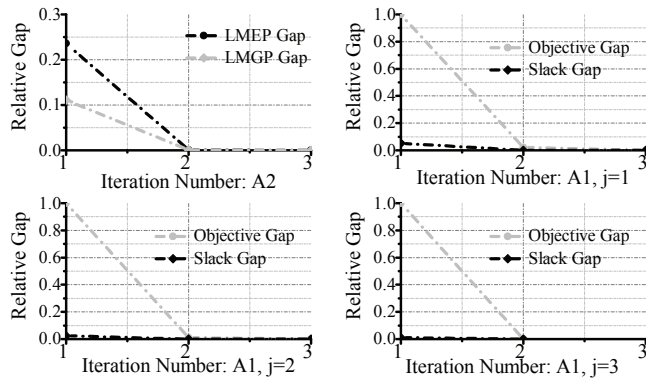 0.3
0.2
0.1
0.0
Relative Gap
LMEP Gap
LMGP Gap
1
2
3
Iteration Number: A2
1.0
0.8
0.6
0.4
0.2
0.0
Relative Gap
Objective Gap
Slack Gap
1
2
3
Iteration Number: A1, j=1
1.0
0.8
0.6
0.4
0.2
0.0
Relative Gap
Objective Gap
Slack Gap
1
2
3
Iteration Number: A1, j=2
1.0
0.8
0.6
0.4
0.2
0.0
Relative Gap
Objective Gap
Slack Gap
1
2
3
Iteration Number: A1, j=3